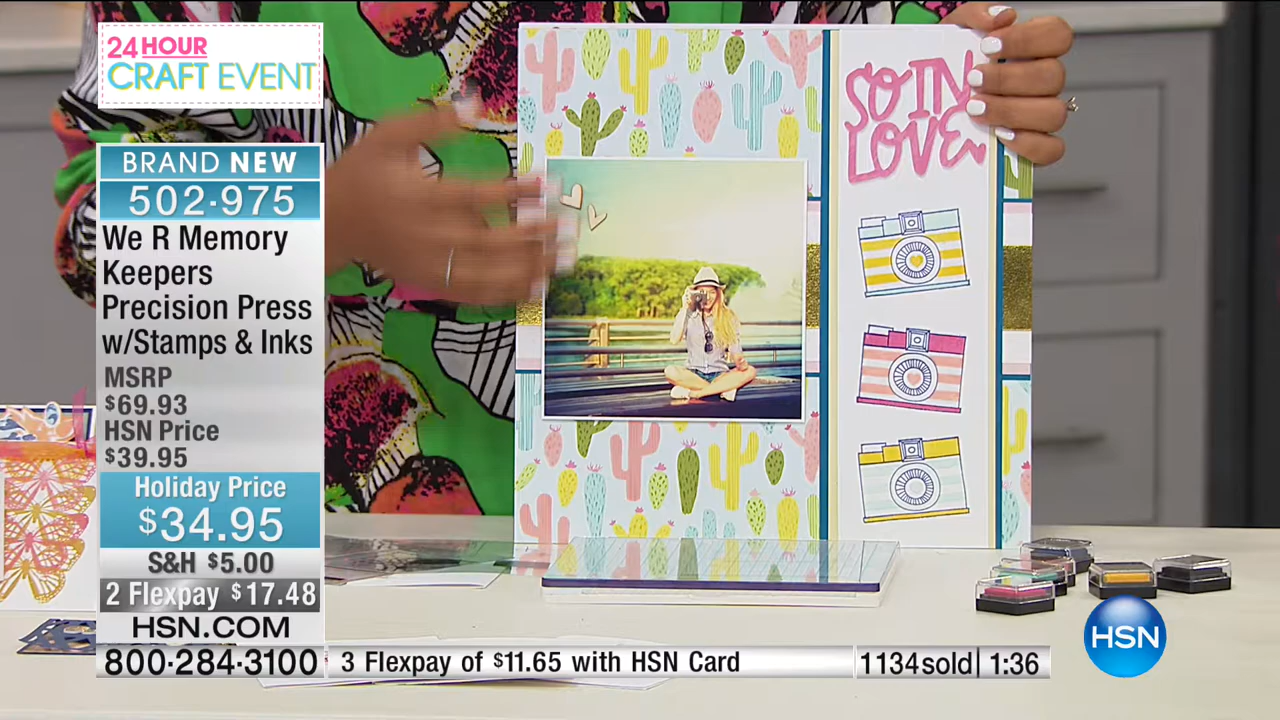 24 HOUR
CRAFT EVENT
BRAND NEW
502-975
We R Memory
Keepers
Precision Press
w/Stamps & Inks
MSRP
$69.93
HSN Price
$39.95
Holiday Price
$34.95
S&H $5.00
2 Flexpay $17.48
HSN.COM
800·284·3100
3 Flexpay of $11.65 with HSN Card
1134sold 1:36
SO IN
LOVE
HSN